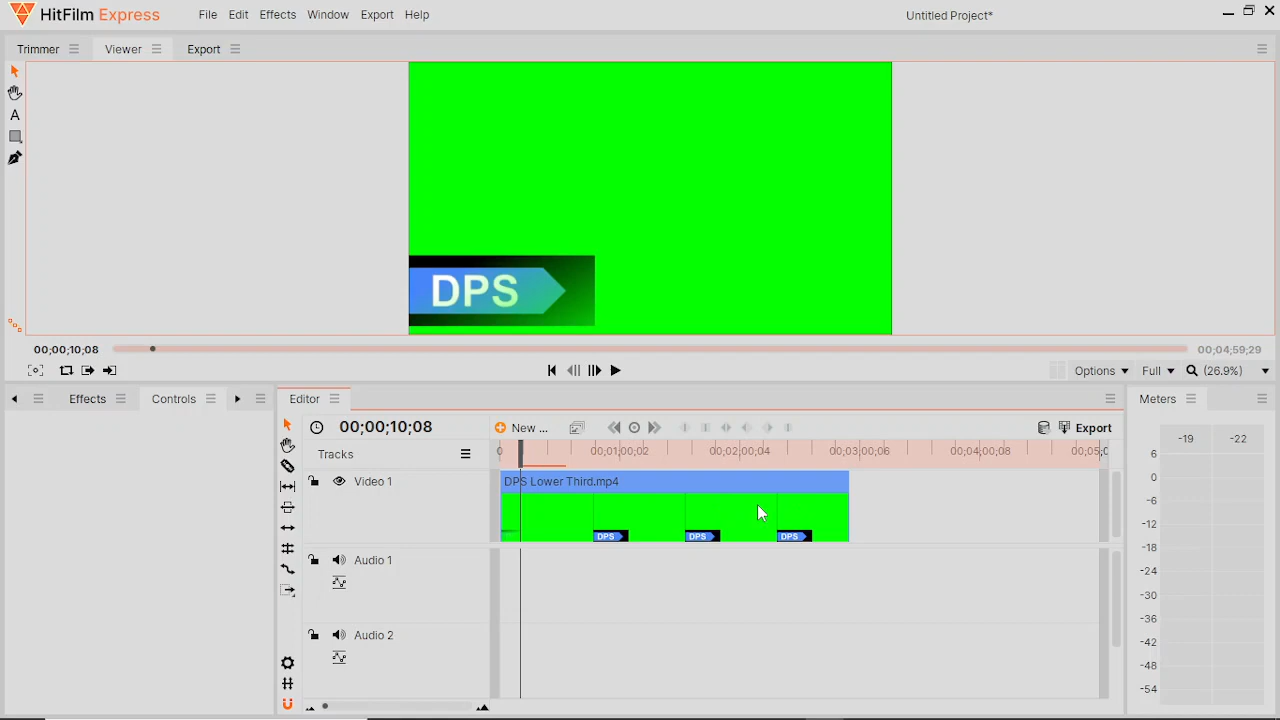 HitFilm Express File Edit Effects Window Export Help Untitled Project*
Trimmer Viewer Export
A
DPS
00;00;10;08 00;04;59;29
Options Full (26.9%)
Effects Controls Editor Meters
00;00;10;08 New ... Export
-19 -22
Tracks 0 00;01;00;02 00;02;00;04 00;03;00;06 00;04;00;08 00;05;0
6
Video 1 DPS Lower Third.mp4
0
-6
DPS DPS DPS
-12
-18
Audio 1
-24
-30
-36
Audio 2
-42
-48
-54